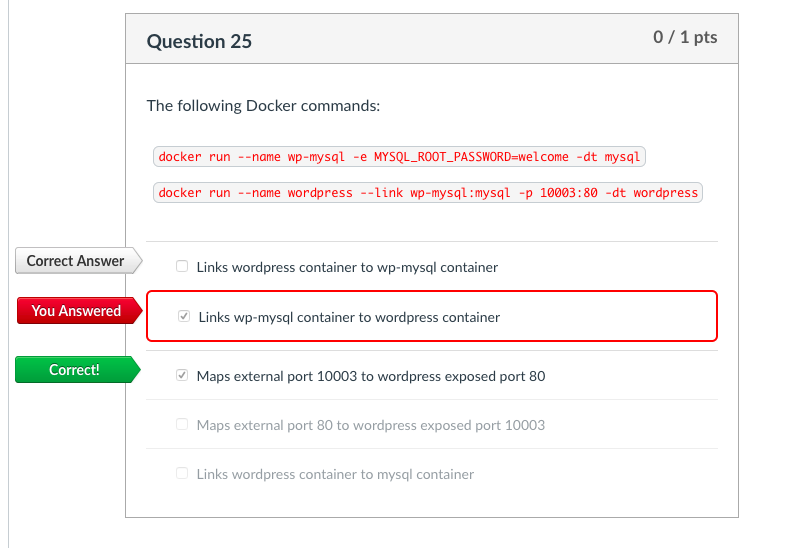 Question 25
0 / 1 pts
The following Docker commands:
docker run --name wp-mysql -e MYSQL_ROOT_PASSWORD=welcome -dt mysql
docker run --name wordpress --link wp-mysql:mysql -p 10003:80 -dt wordpress
Correct Answer
Links wordpress container to wp-mysql container
You Answered
Links wp-mysql container to wordpress container
Correct!
Maps external port 10003 to wordpress exposed port 80
Maps external port 80 to wordpress exposed port 10003
Links wordpress container to mysql container